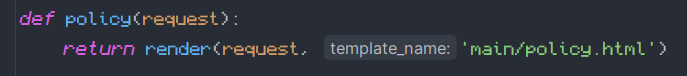 def policy(request):
    return render(request, template_name: 'main/policy.html')